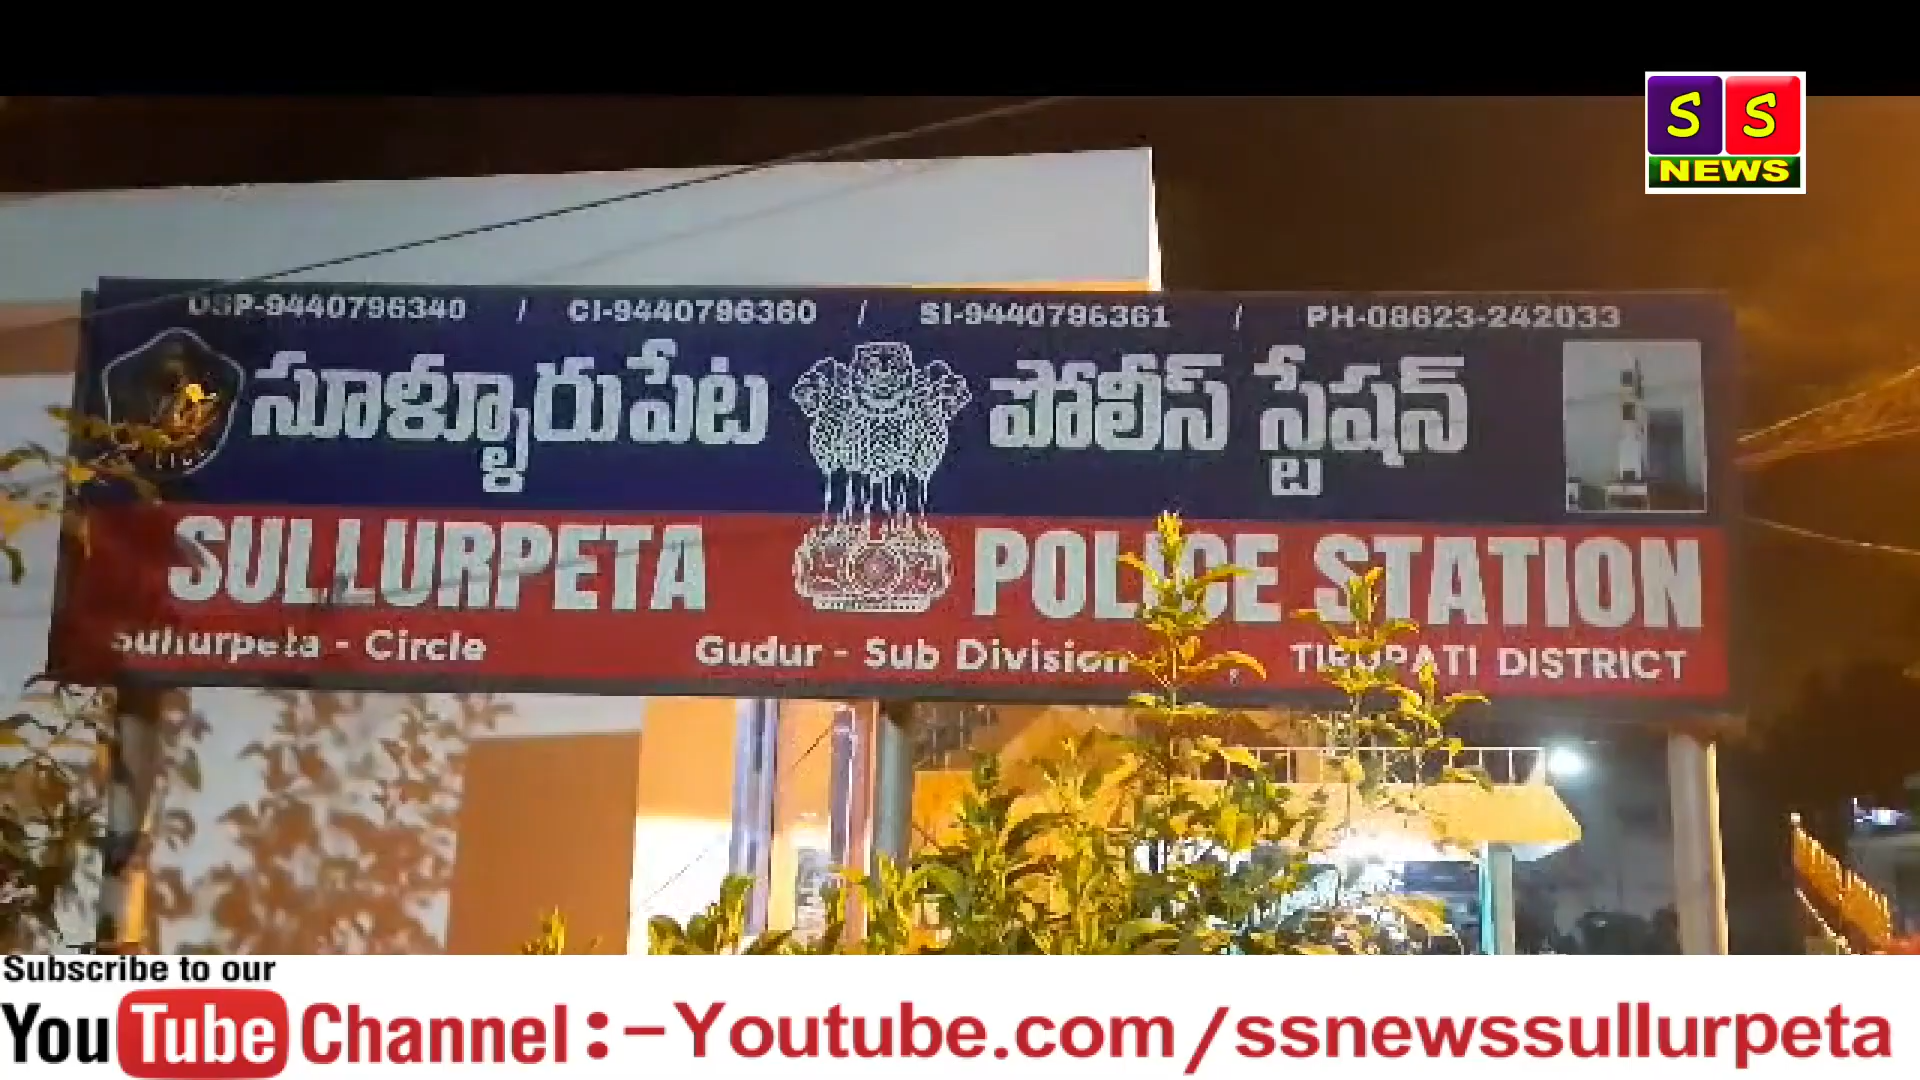 S S
NEWS
DSP-9440796340 / CI-9440796360 / SI-9440796361 / PH-08623-242033
సూళ్ళూరుపేట పోలీస్ స్టేషన్
SULLURPETA POLICE STATION
Sullurpeta - Circle Gudur - Sub Division, TIRUPATI DISTRICT
Subscribe to our
YouTube Channel :- Youtube.com/ssnewssullurpeta